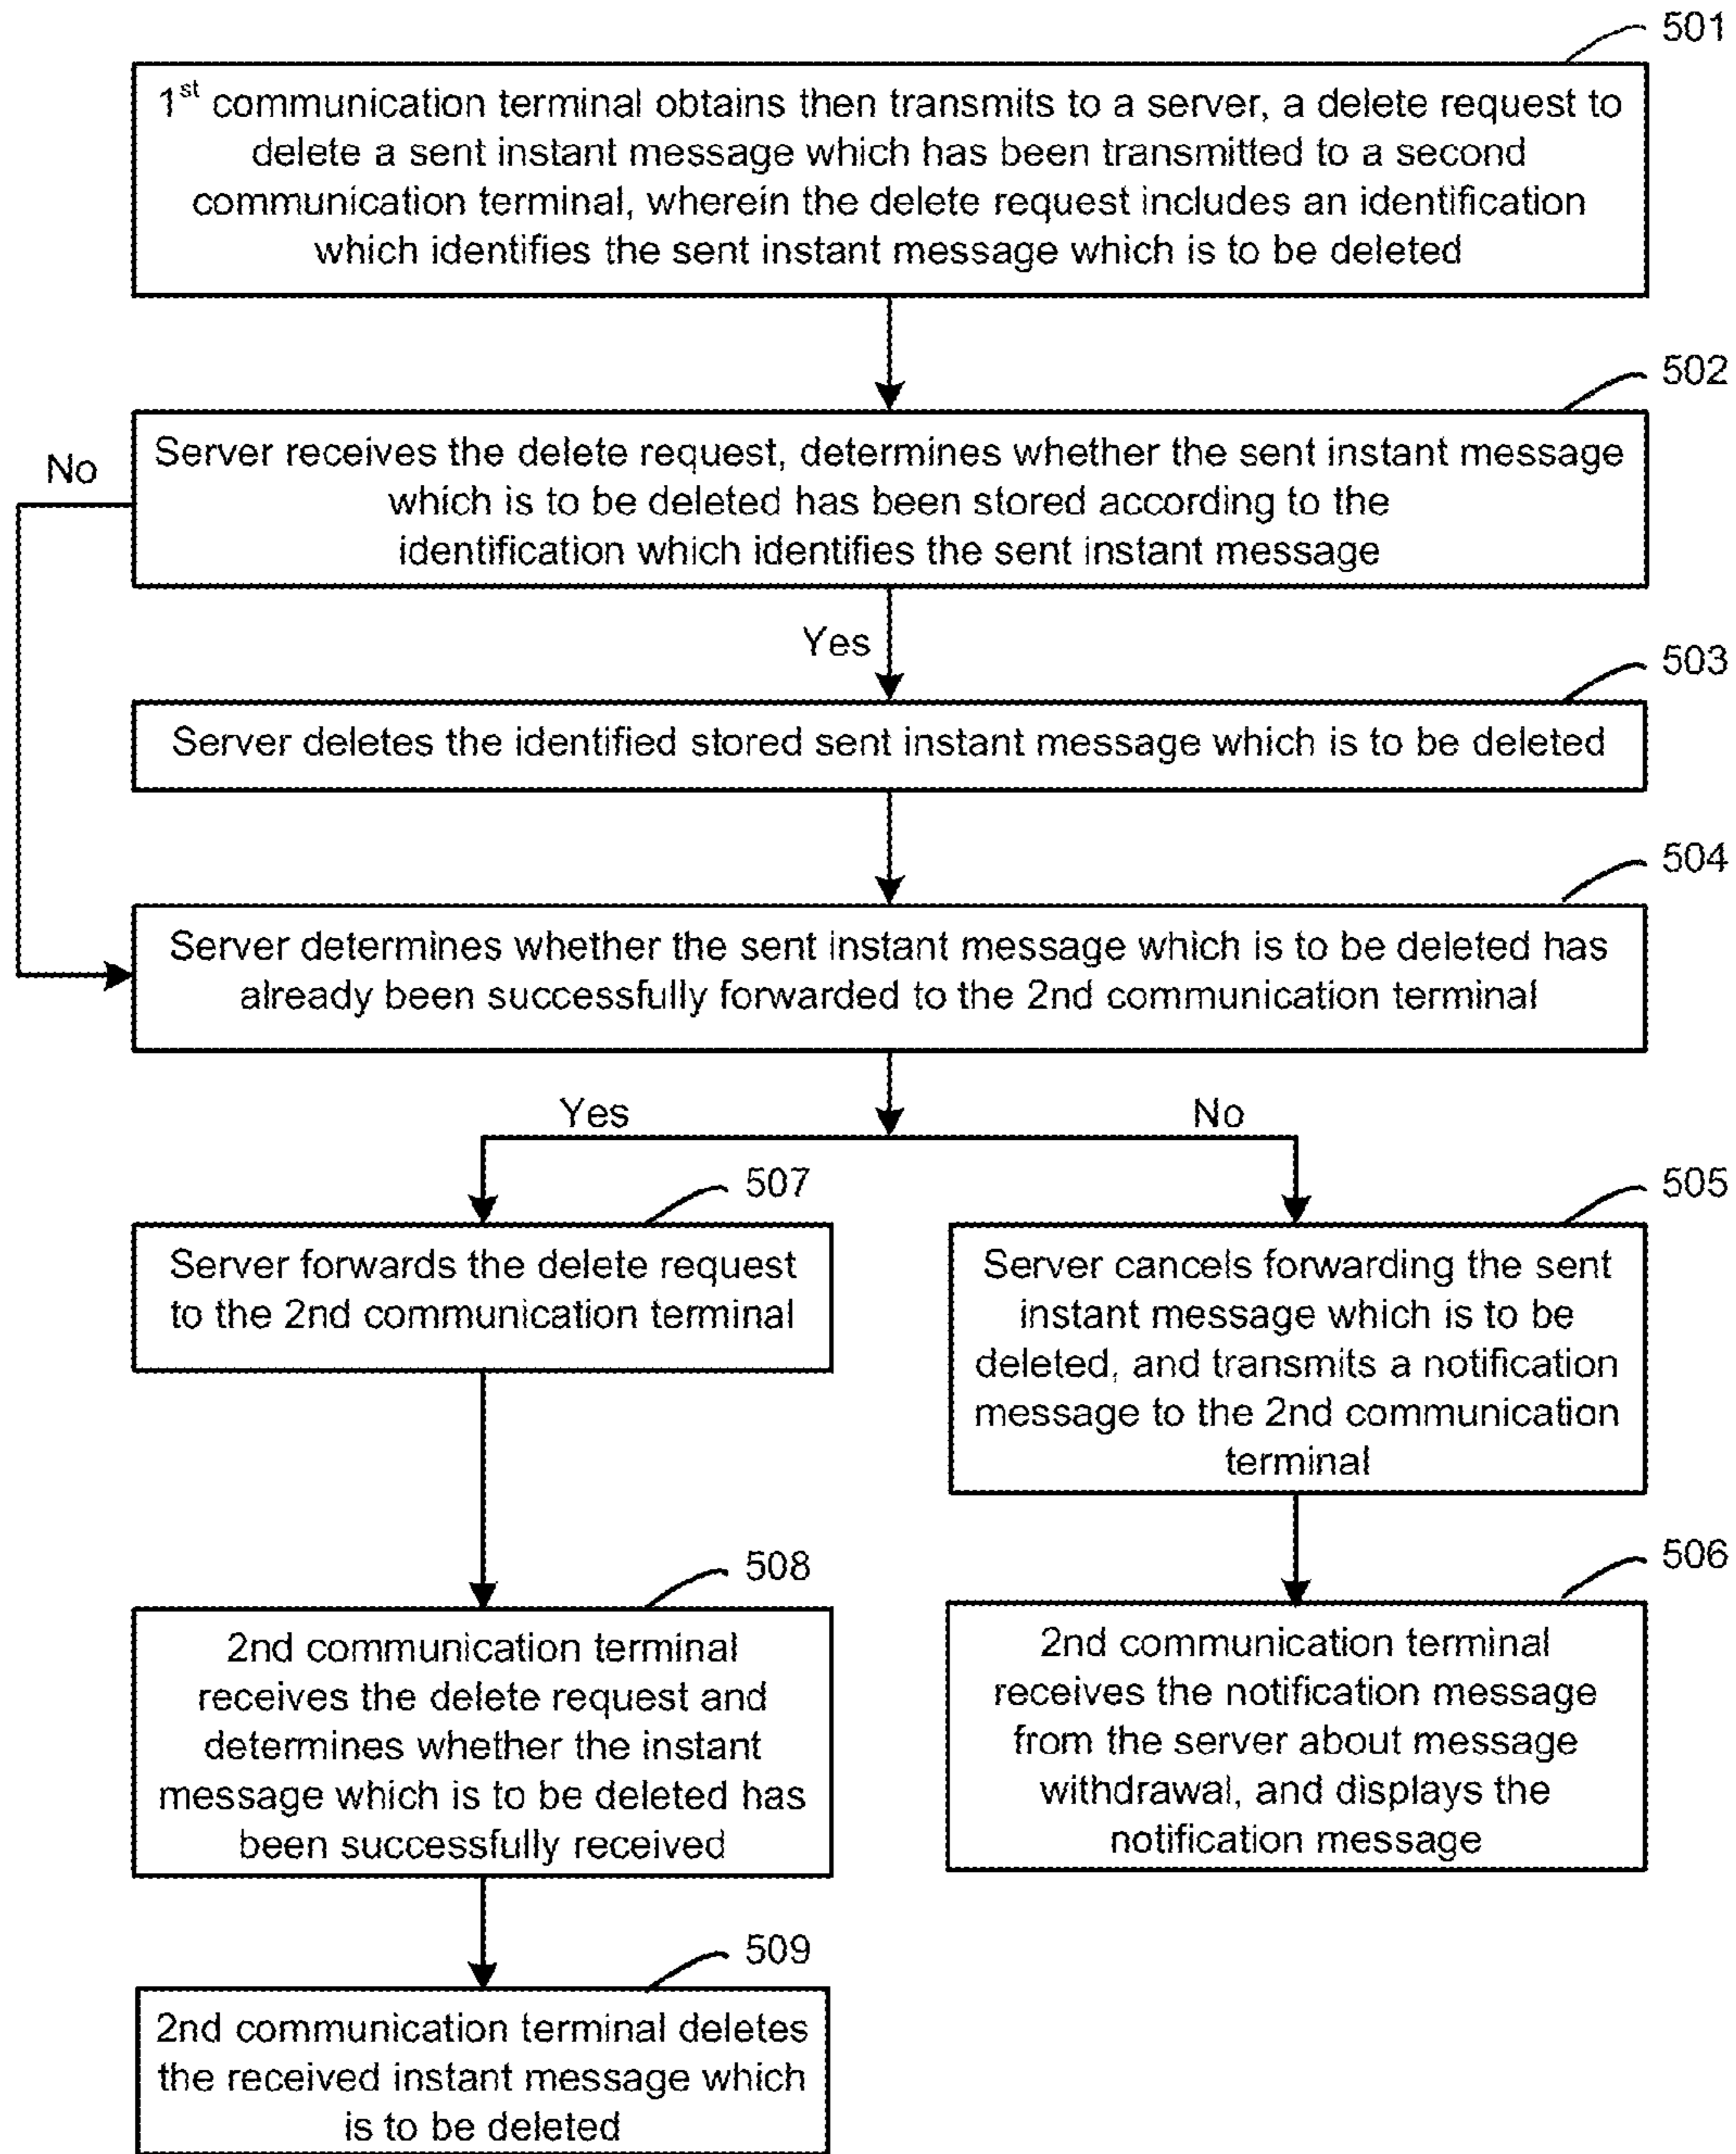 501
1st communication terminal obtains then transmits to a server, a delete request to
delete a sent instant message which has been transmitted to a second
communication terminal, wherein the delete request includes an identification
which identifies the sent instant message which is to be deleted
502
No
Server receives the delete request, determines whether the sent instant message
which is to be deleted has been stored according to the
identification which identifies the sent instant message
Yes
503
Server deletes the identified stored sent instant message which is to be deleted
504
Server determines whether the sent instant message which is to be deleted has
already been successfully forwarded to the 2nd communication terminal
Yes
No
507
Server forwards the delete request
to the 2nd communication terminal
505
Server cancels forwarding the sent
instant message which is to be
deleted, and transmits a notification
message to the 2nd communication
terminal
508
2nd communication terminal
receives the delete request and
determines whether the instant
message which is to be deleted has
been successfully received
506
2nd communication terminal
receives the notification message
from the server about message
withdrawal, and displays the
notification message
509
2nd communication terminal deletes
the received instant message which
is to be deleted